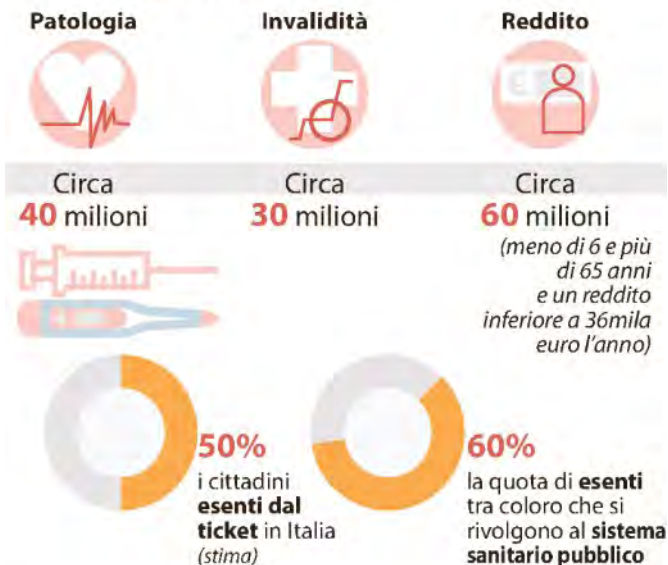 Patologia
Invalidità
Reddito
Circa
40 milioni
Circa
30 milioni
Circa
60 milioni
(meno di 6 e più
di 65 anni
e un reddito
inferiore a 36mila
euro l'anno)
50%
i cittadini
esenti dal
ticket in Italia
(stima)
60%
la quota di esenti
tra coloro che si
rivolgono al sistema
sanitario pubblico